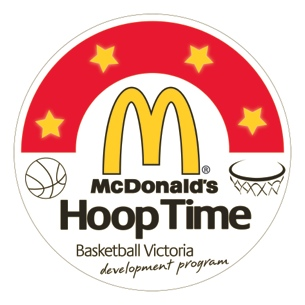 ®
McDonald's
Hoop Time
Basketball Victoria
development program